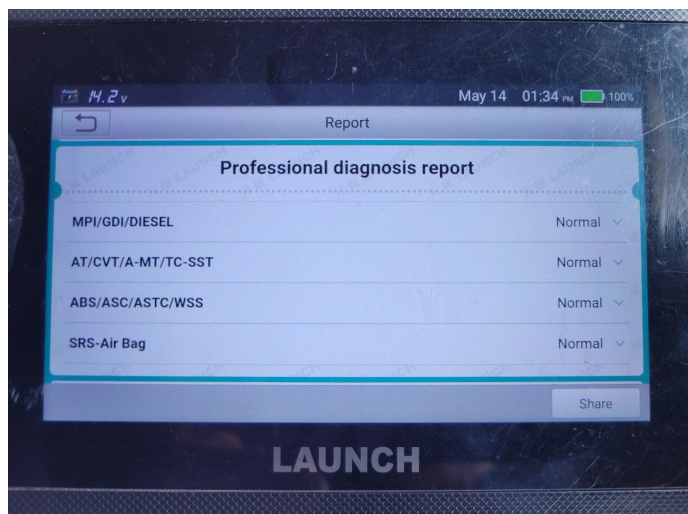 14.2 v May 14 01:34 PM 100%
Report
Professional diagnosis report
MPI/GDI/DIESEL Normal
AT/CVT/A-MT/TC-SST Normal
ABS/ASC/ASTC/WSS Normal
SRS-Air Bag Normal
Share
LAUNCH